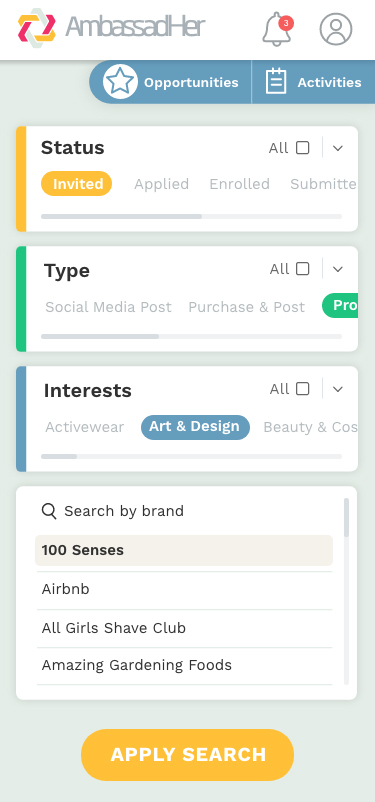 AmbassadHer
3
Opportunities Activities
Status All
Invited Applied Enrolled Submitte
Type All
Social Media Post Purchase & Post Pro
Interests All
Activewear Art & Design Beauty & Cos
Search by brand
100 Senses
Airbnb
All Girls Shave Club
Amazing Gardening Foods
APPLY SEARCH